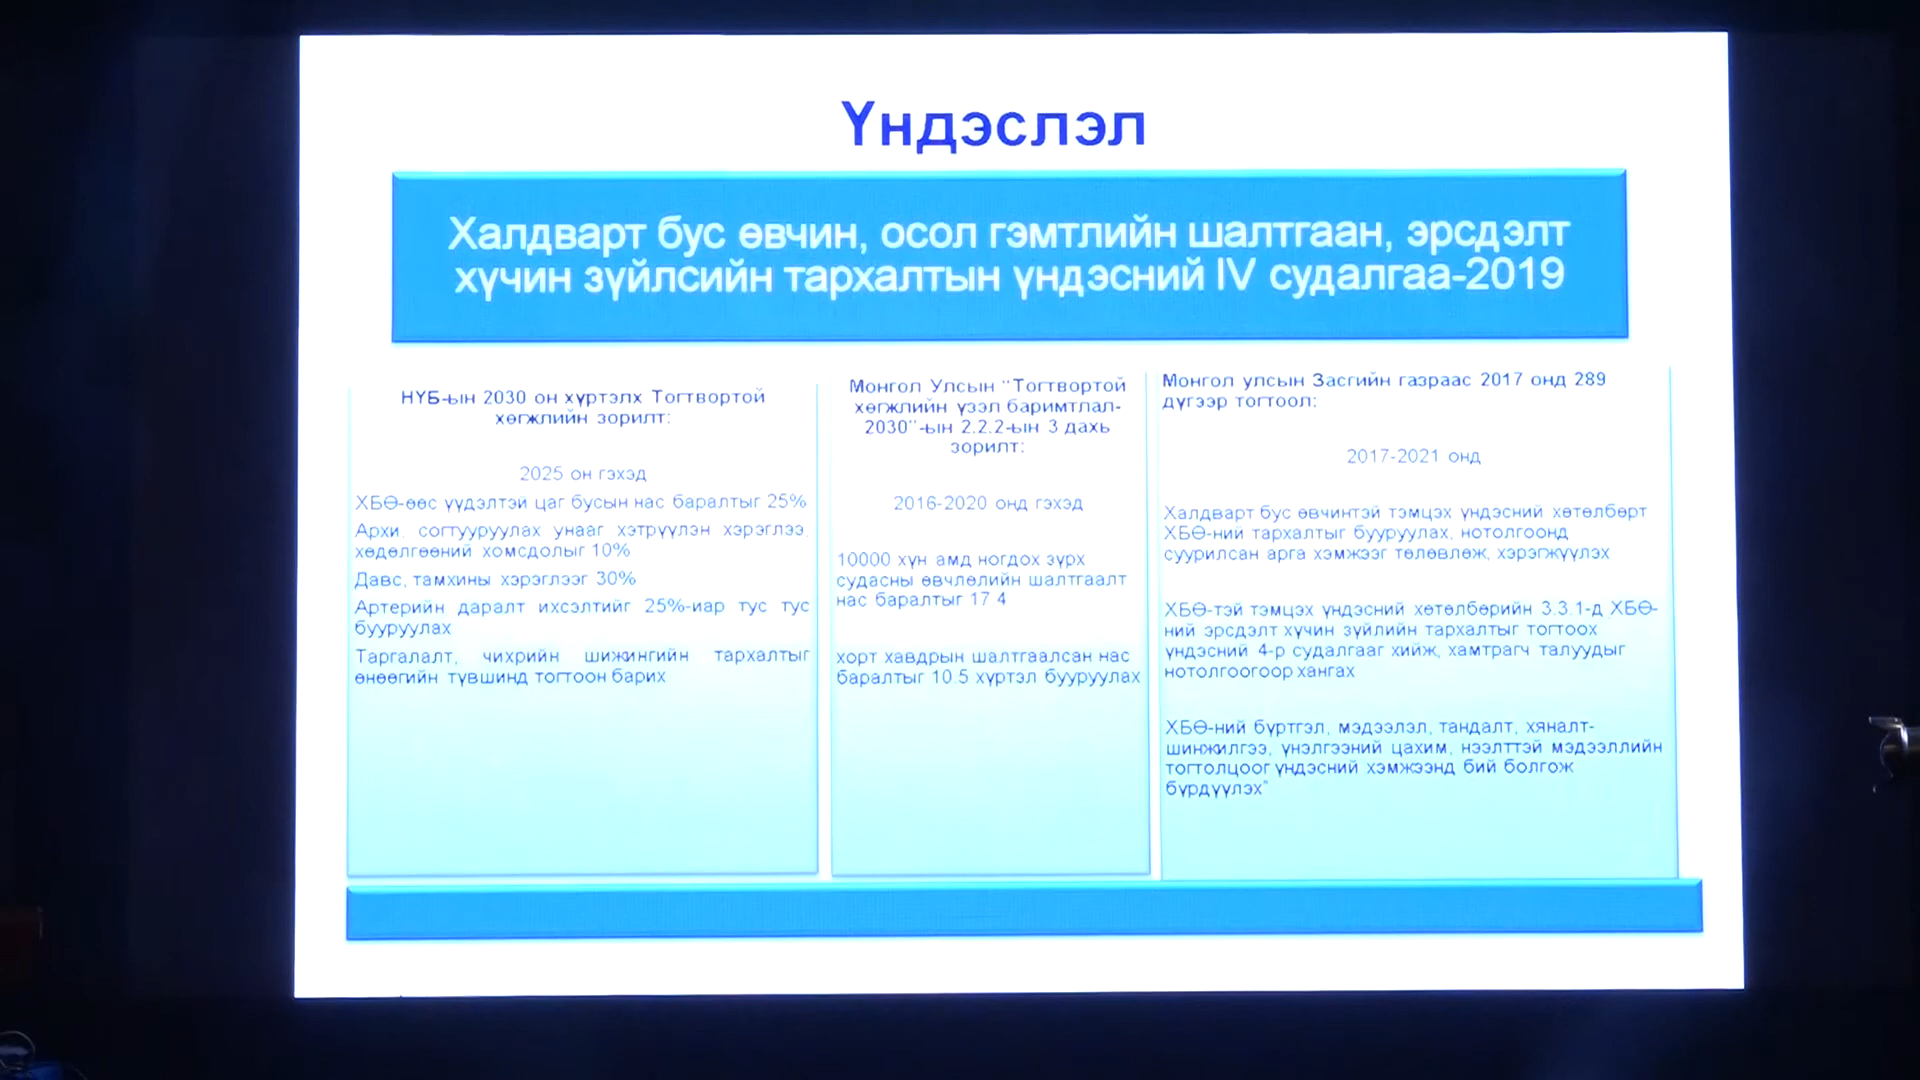 Үндэслэл
Халдварт бус өвчин, осол гэмтлийн шалтгаан, эрсдэлт
хүчин зүйлсийн тархалтын үндэсний IV судалгаа-2019
НҮБ-ын 2030 он хүртэлх Тогтвортой
хөгжлийн зорилт:
2025 он гэхэд
ХБӨ-өөс үүдэлтэй цаг бусын нас баралтыг 25%
Архи, согтууруулах унааг хэтрүүлэн хэрэглээ,
хөдөлгөөний хомсдолыг 10%
Давс, тамхины хэрэглээг 30%
Артерийн даралт ихсэлтийг 25%-иар тус тус
бууруулах
Таргалалт, чихрийн шижингийн тархалтыг
өнөөгийн түвшинд тогтоон барих
Монгол Улсын "Тогтвортой
хөгжлийн үзэл баримтлал-
2030"-ын 2.2.2-ын 3 дахь
зорилт:
2016-2020 онд гэхэд
10000 хүн амд ногдох зүрх
судасны өвчлөлийн шалтгаалт
нас баралтыг 17.4
хорт хавдрын шалтгаалсан нас
баралтыг 10.5 хүртэл бууруулах
Монгол улсын Засгийн газраас 2017 онд 289
дүгээр тогтоол:
2017-2021 онд
Халдварт бус өвчинтэй тэмцэх үндэсний хөтөлбөрт
ХБӨ-ний тархалтыг бууруулах, нотолгоонд
суурилсан арга хэмжээг төлөвлөж, хэрэгжүүлэх
ХБӨ-тэй тэмцэх үндэсний хөтөлбөрийн 3.3.1-д ХБӨ-
ний эрсдэлт хүчин зүйлийн тархалтыг тогтоох
үндэсний 4-р судалгааг хийж, хамтрагч талуудыг
нотолгоогоор хангах
ХБӨ-ний бүртгэл, мэдээлэл, тандалт, хяналт-
шинжилгээ, үнэлгээний цахим, нээлттэй мэдээллийн
тогтолцоог үндэсний хэмжээнд бий болгож
бүрдүүлэх"